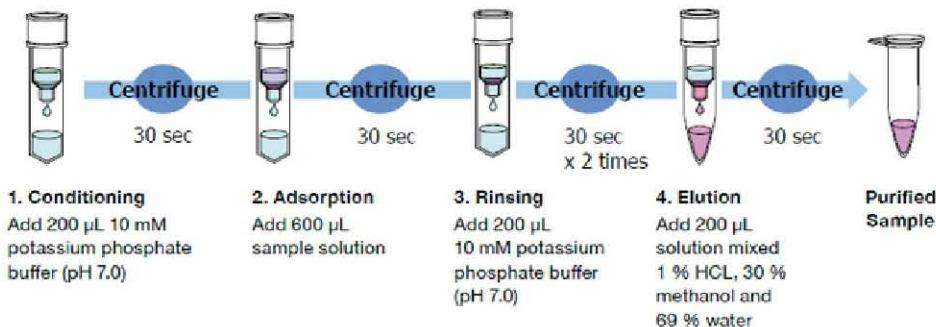 Centrifuge
30 sec
Centrifuge
30 sec
Centrifuge
30 sec
x 2 times
Centrifuge
30 sec
1. Conditioning
Add 200 µL 10 mM
potassium phosphate
buffer (pH 7.0)
2. Adsorption
Add 600 µL
sample solution
3. Rinsing
Add 200 µL
10 mM potassium
phosphate buffer
(pH 7.0)
4. Elution
Add 200 µL
solution mixed
1 % HCL, 30 %
methanol and
69 % water
Purified
Sample